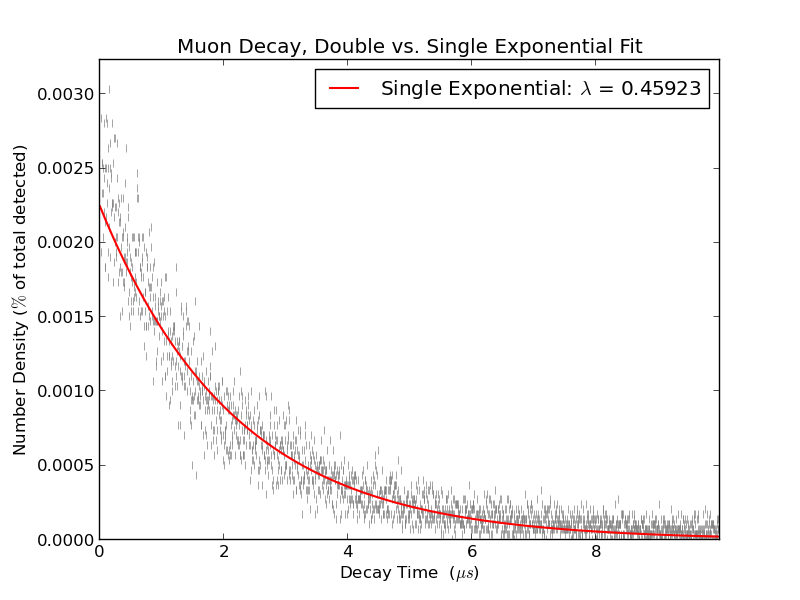 Muon Decay, Double vs. Single Exponential Fit
Single Exponential: λ = 0.45923
Number Density (% of total detected)
0.0030
0.0025
0.0020
0.0015
0.0010
0.0005
0.0000
0 2 4 6 8
Decay Time (μs)